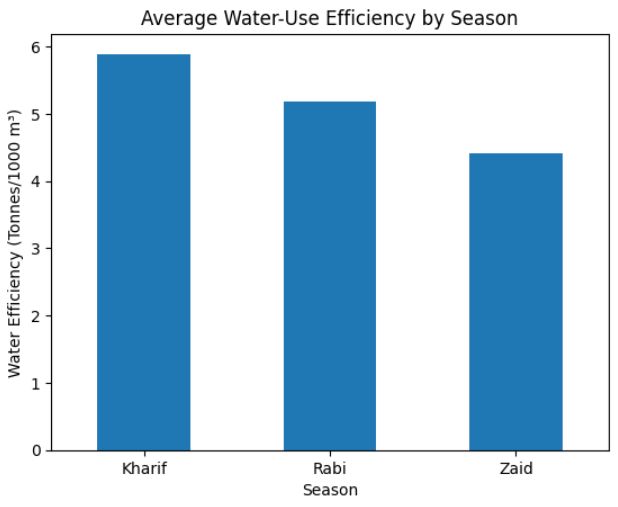 Average Water-Use Efficiency by Season
Water Efficiency (Tonnes/1000 m³)
6
5
4
3
2
1
0
Kharif
Rabi
Zaid
Season